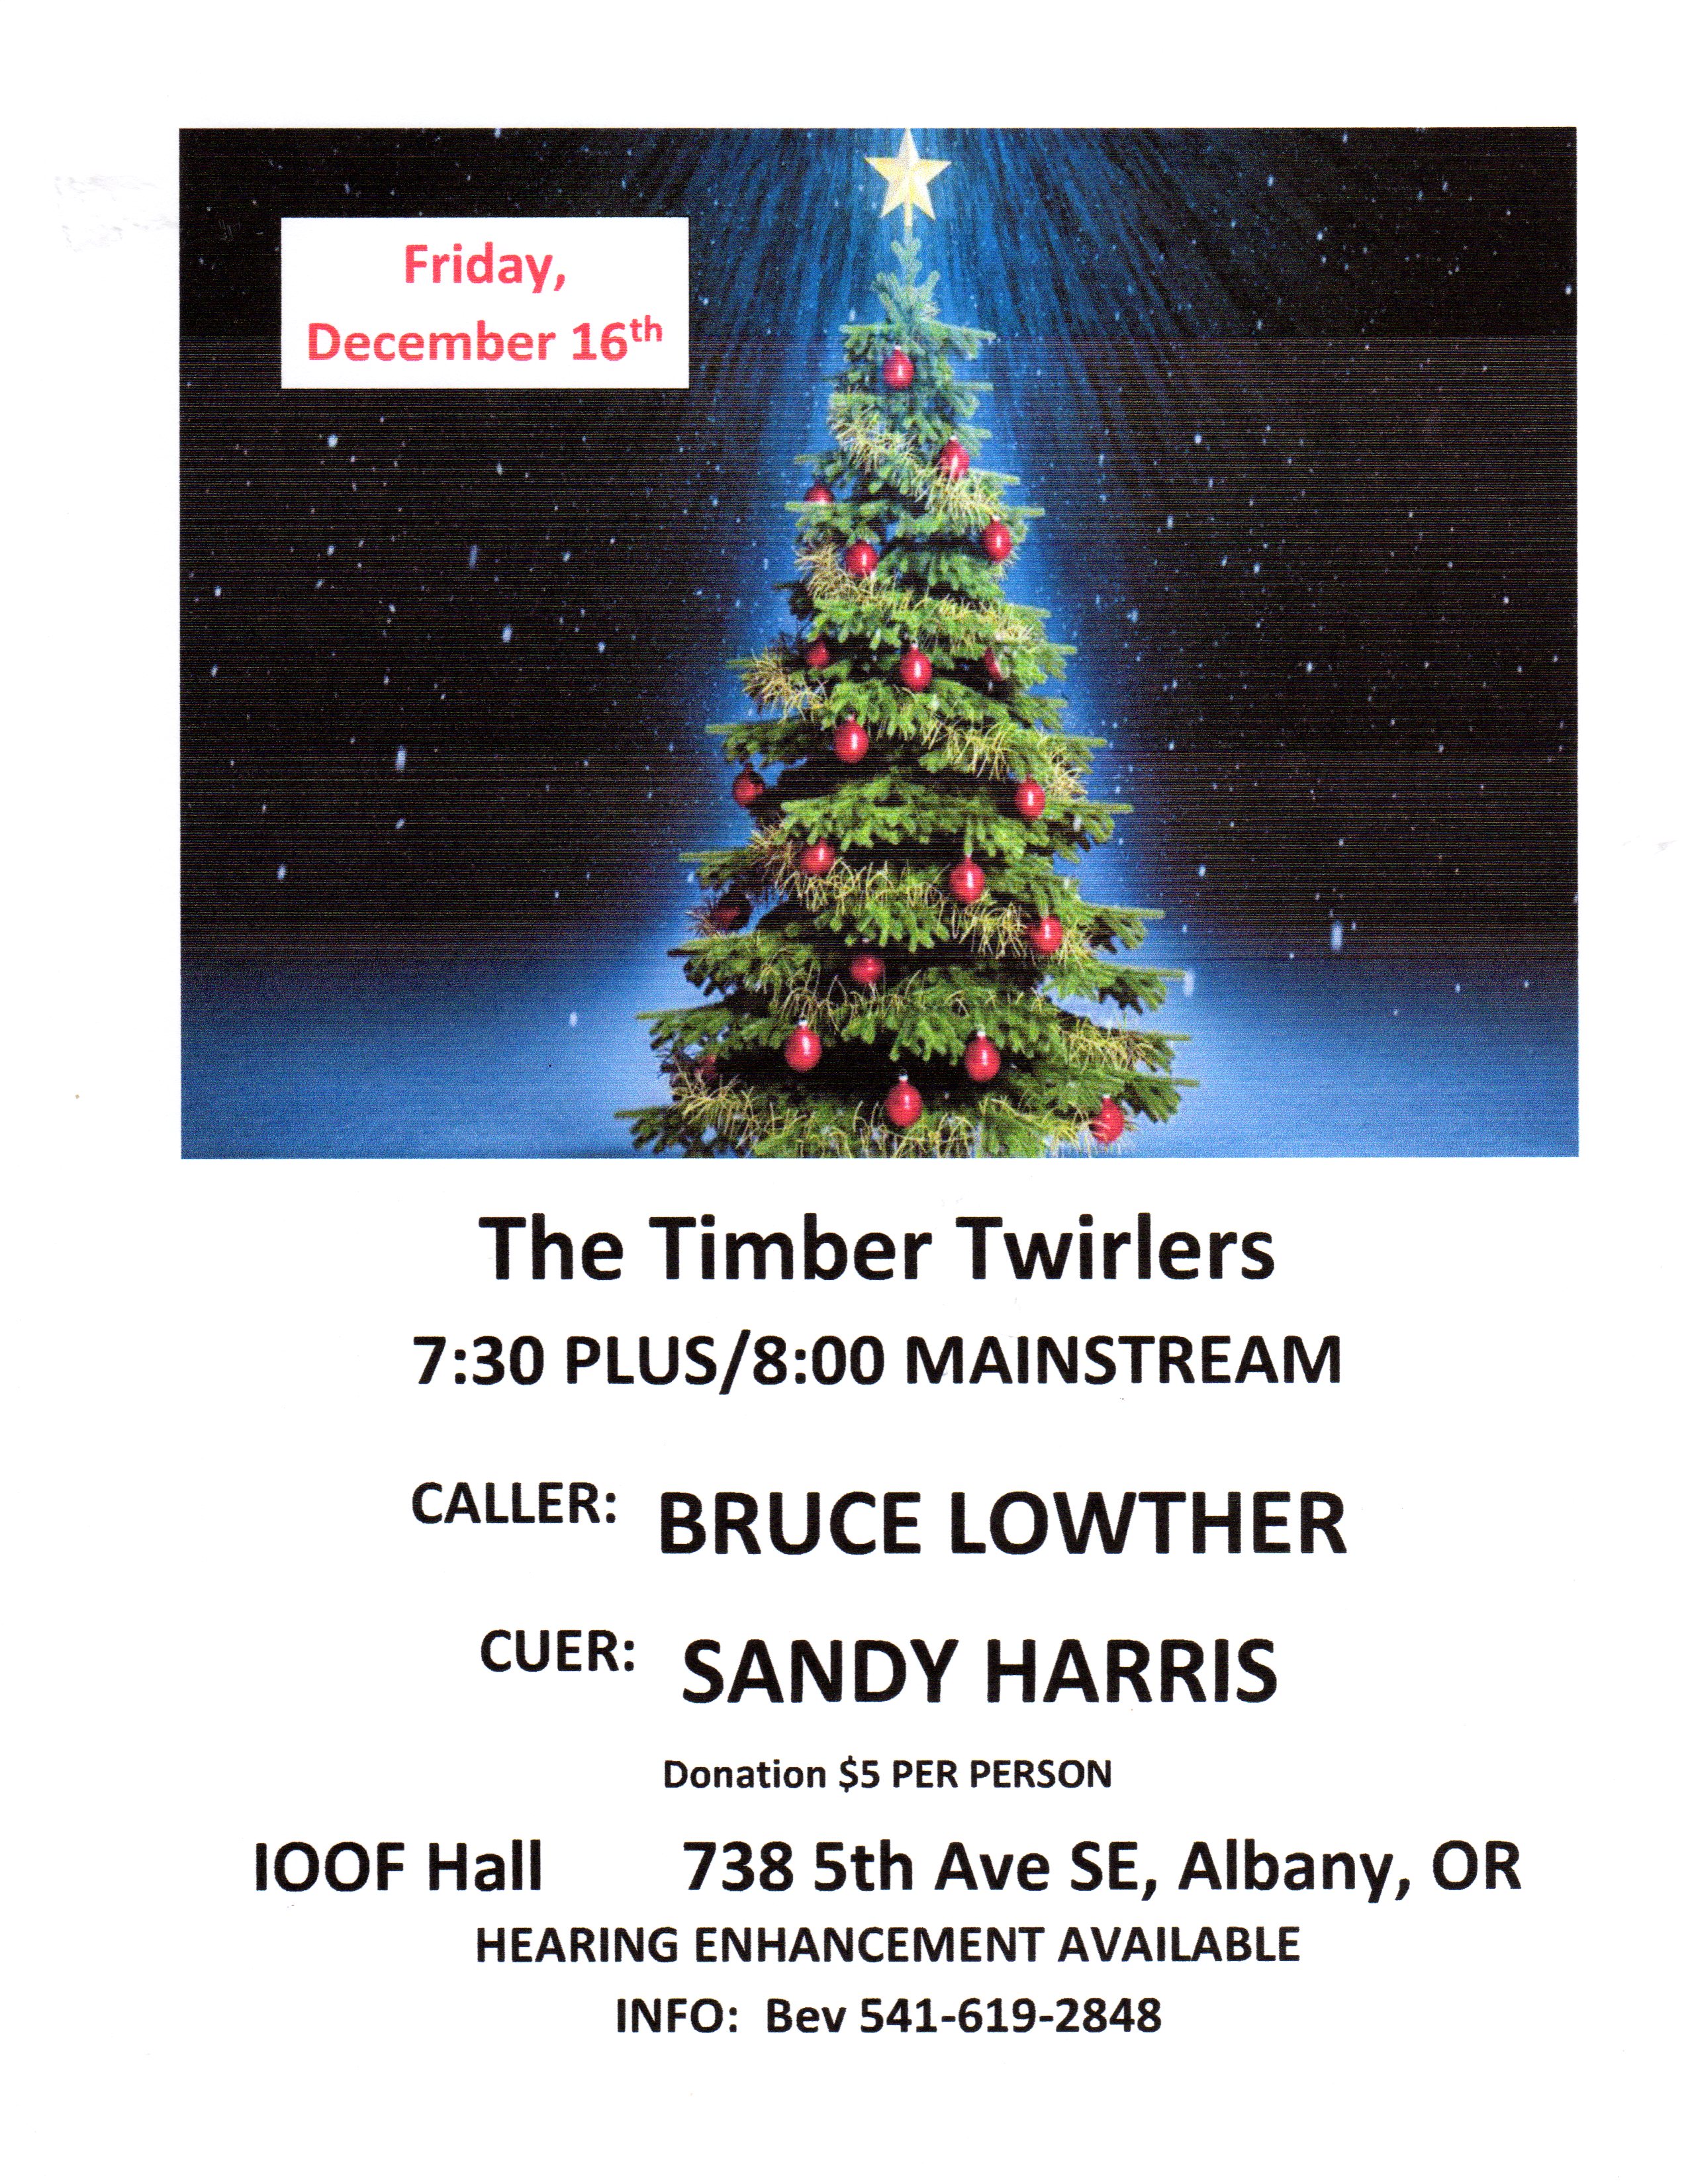 Friday,
December 16th
The Timber Twirlers
7:30 PLUS/8:00 MAINSTREAM
CALLER: BRUCE LOWTHER
CUER: SANDY HARRIS
Donation $5 PER PERSON
IOOF Hall 738 5th Ave SE, Albany, OR
HEARING ENHANCEMENT AVAILABLE
INFO: Bev 541-619-2848